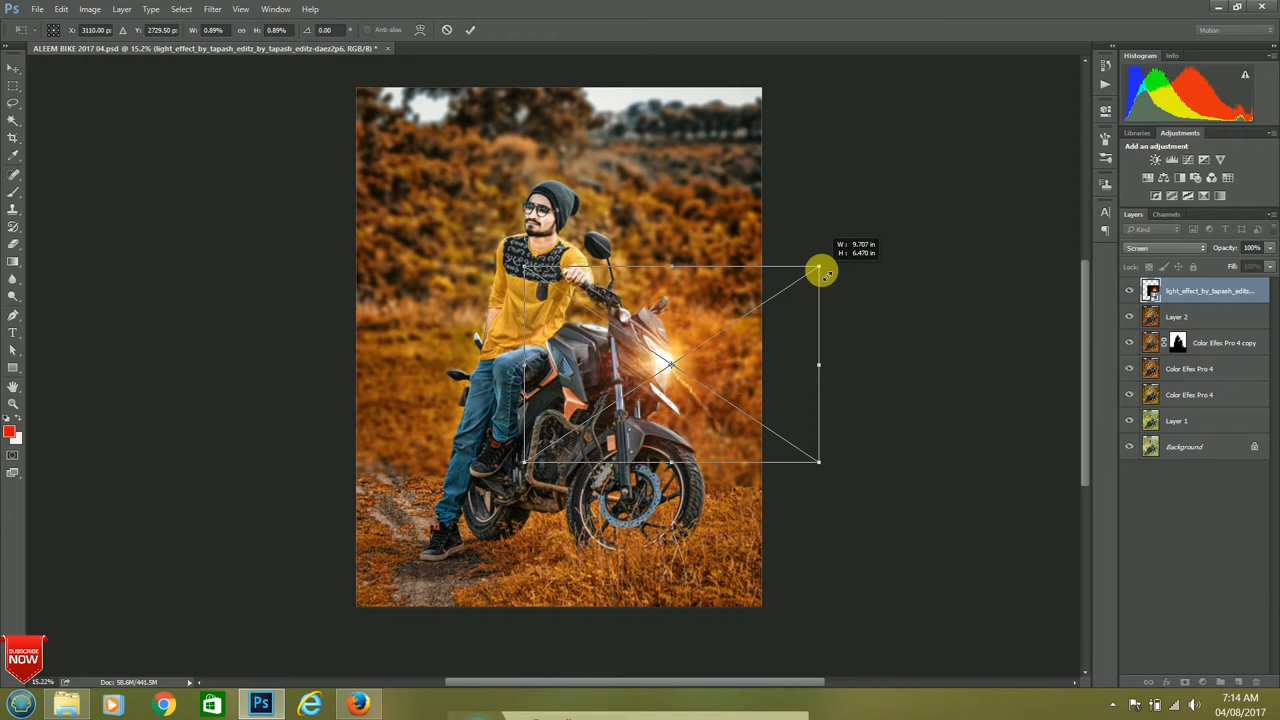 Ps File Edit Image Layer Type Select Filter 3D View Window Help
X: 3110.00 px Y: 2729.50 px W: 0.89% H: 0.89% 0.00 ° Anti-alias Motion
ALEEM BIKE 2017 04.psd @ 15.2% (light_effect_by_tapash_editz_by_tapash_editz-daez2p6, RGB/8) * ×
Histogram Info
Libraries Adjustments
Add an adjustment
Layers Channels
Kind
Screen Opacity: 100%
Lock: Fill: 100%
W: 9.707 in
H: 6.470 in
light_effect_by_tapash_editz...
Layer 2
Color Efex Pro 4 copy
Color Efex Pro 4
Color Efex Pro 4
Layer 1
Background
SUBSCRIBE
NOW
15.22% Doc: 58.6M/441.5M
Ps
7:14 AM
04/08/2017